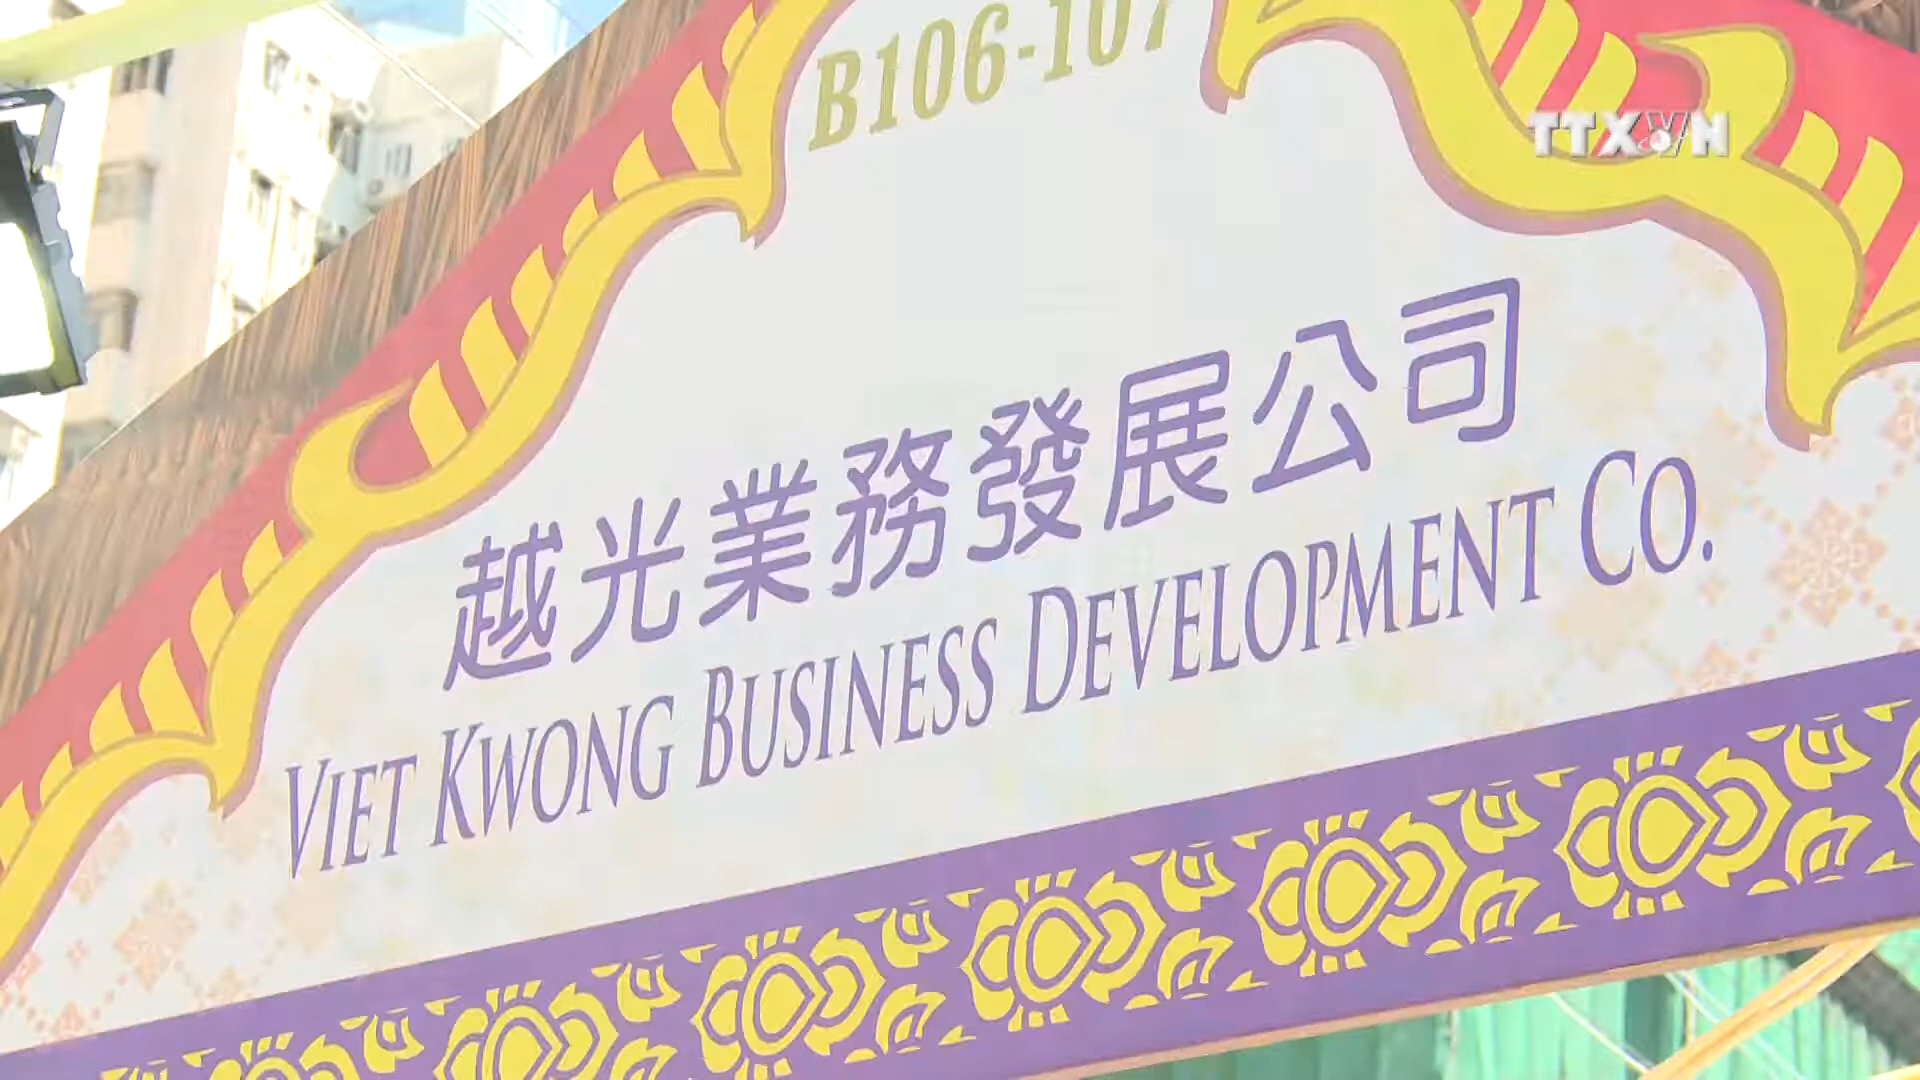 B106-107
TTXVN
越光業務發展公司
VIET KWONG BUSINESS DEVELOPMENT CO.